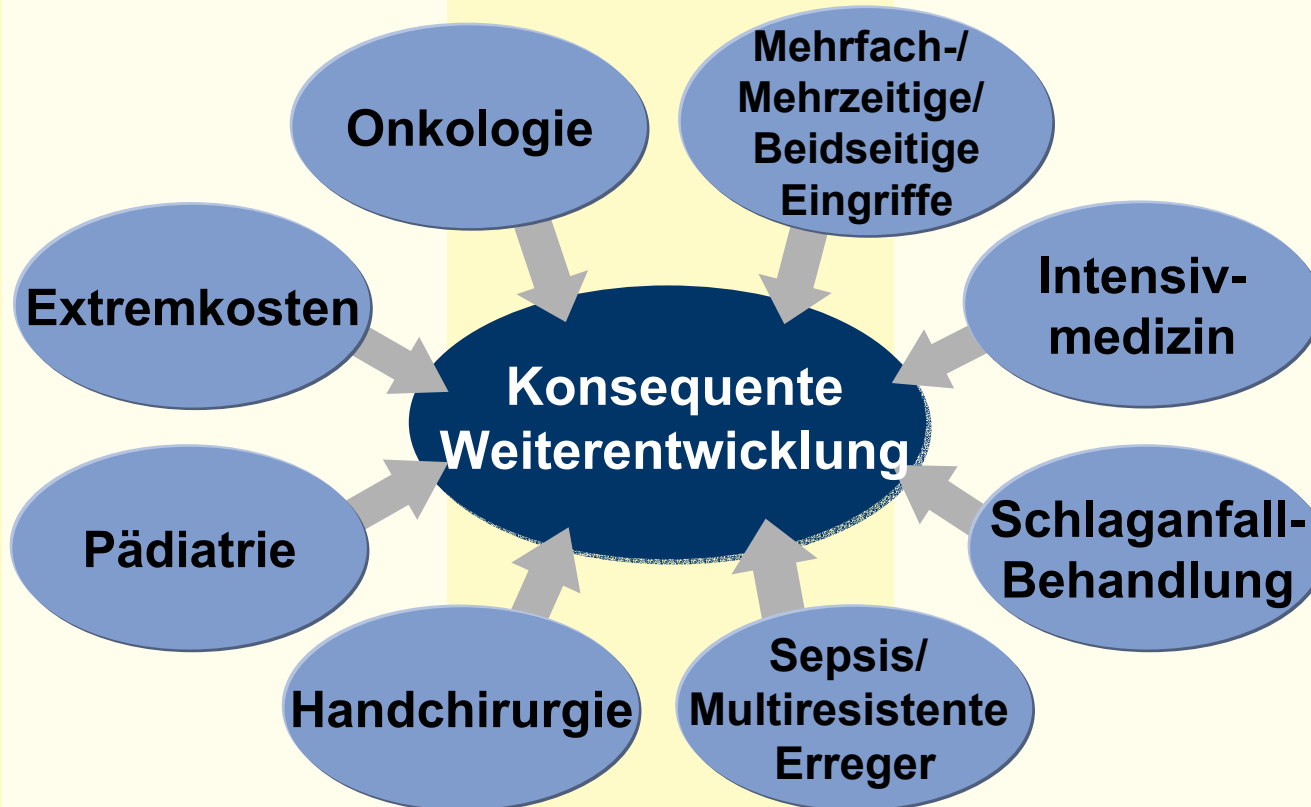 Onkologie
Mehrfach-/
Mehrzeitige/
Beidseitige
Eingriffe
Extremkosten
Intensiv-
medizin
Konsequente
Weiterentwicklung
Pädiatrie
Schlaganfall-
Behandlung
Handchirurgie
Sepsis/
Multiresistente
Erreger